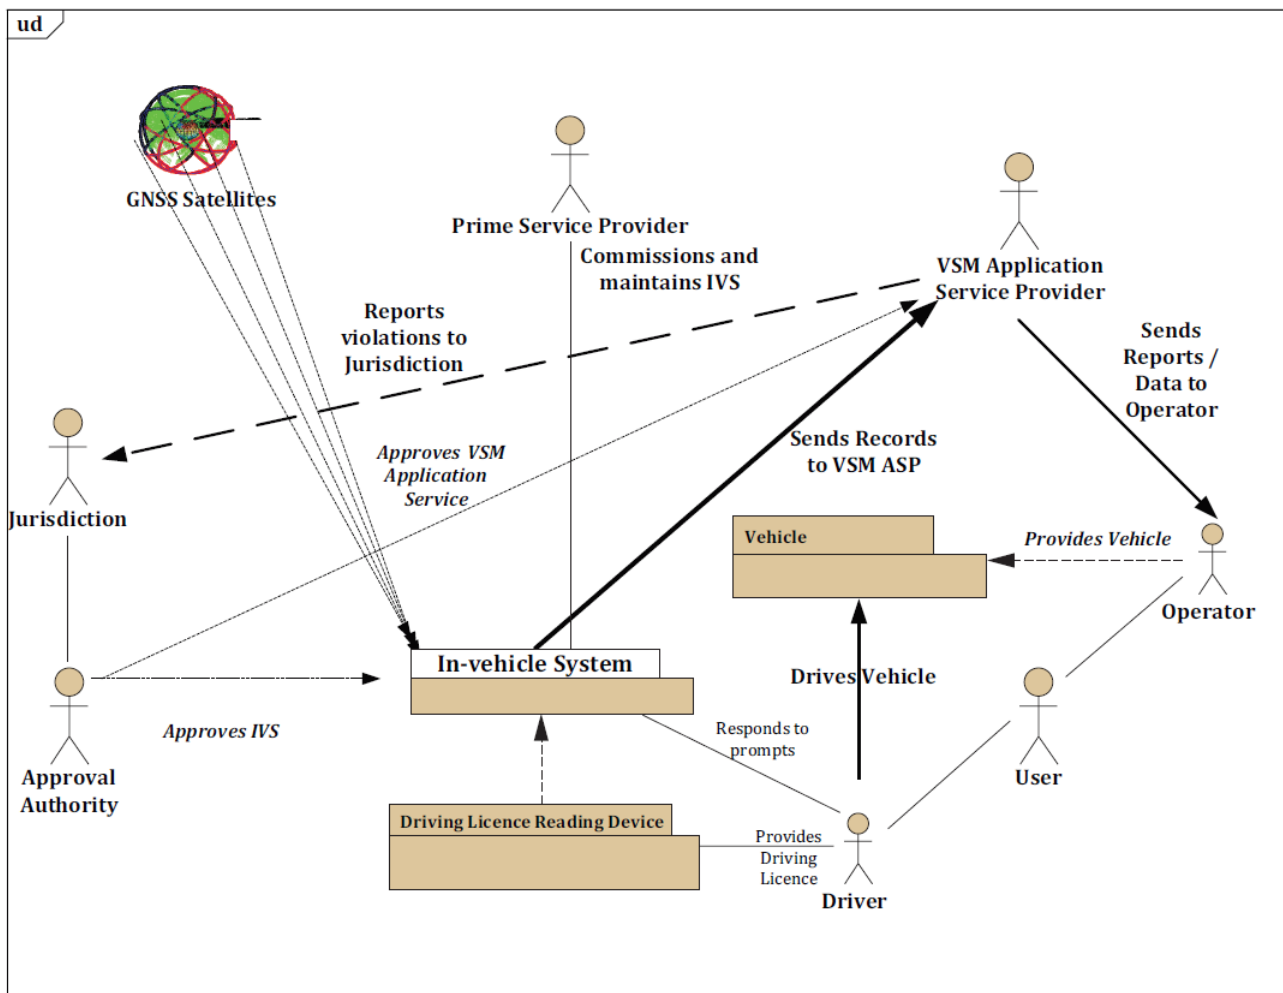 ud
GNSS Satellites
Prime Service Provider
Commissions and
maintains IVS
VSM Application
Service Provider
Reports
violations to
Jurisdiction
Sends
Reports /
Data to
Operator
Approves VSM
Application
Service
Sends Records
to VSM ASP
Jurisdiction
Vehicle
Provides Vehicle
Operator
In-vehicle System
Drives Vehicle
Approves IVS
Responds to
prompts
User
Approval
Authority
Driving Licence Reading Device
Provides
Driving
Licence
Driver